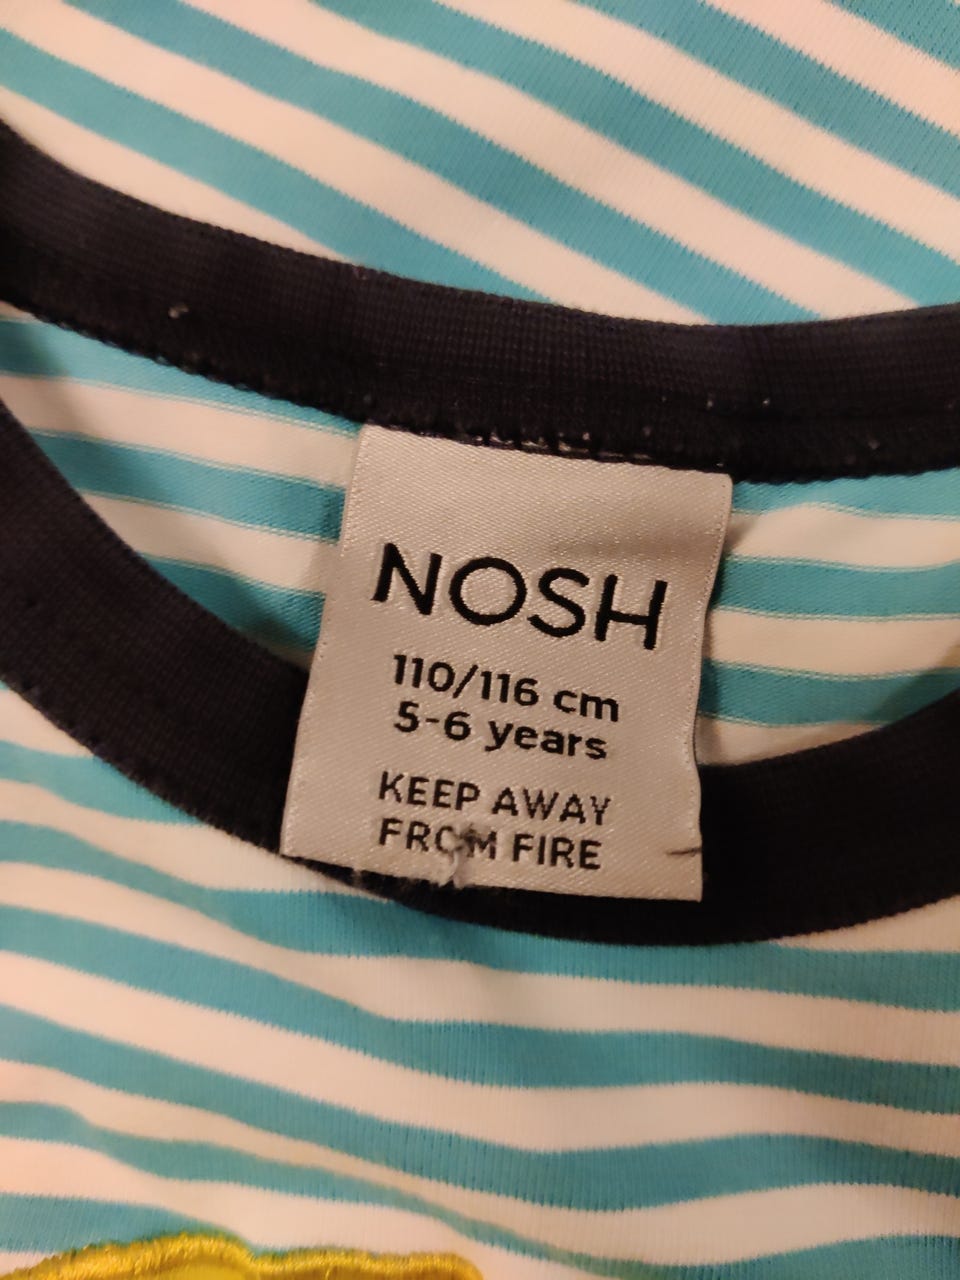 NOSH
110/116 cm
5-6 years
KEEP AWAY
FROM FIRE